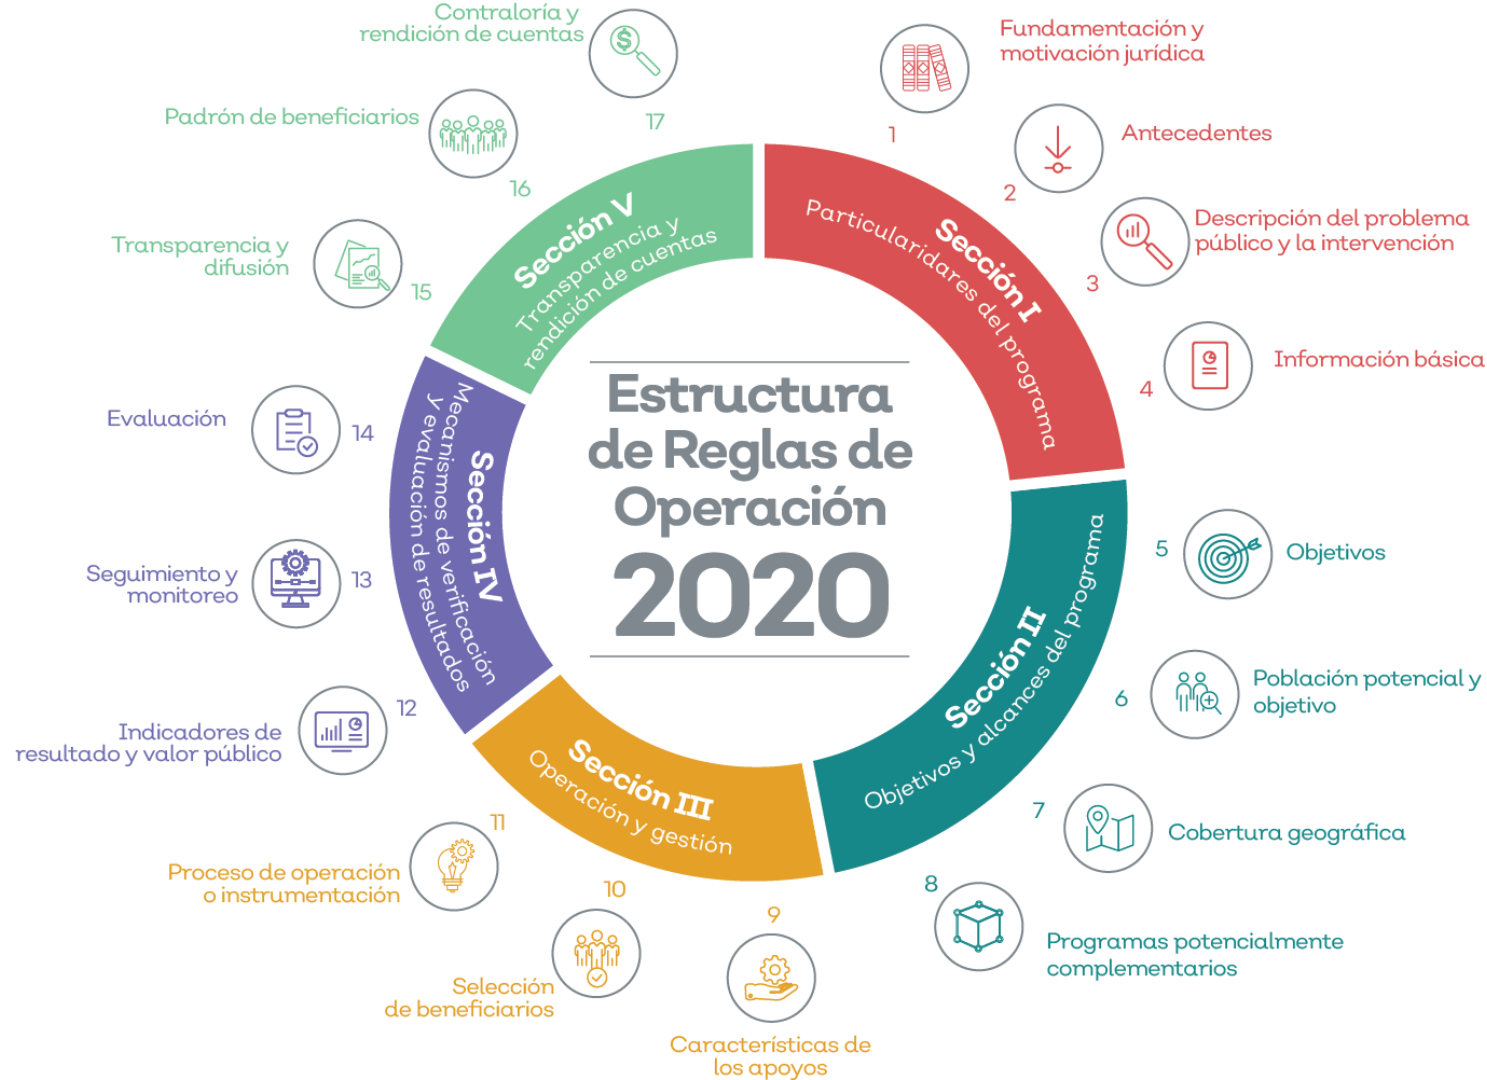 Estructura
de Reglas de
Operación
2020
Sección I
Particularidares del programa
1
Fundamentación y
motivación jurídica
2
Antecedentes
3
Descripción del problema
público y la intervención
4
Información básica
Sección II
Objetivos y alcances del programa
5
Objetivos
6
Población potencial y
objetivo
7
Cobertura geográfica
8
Programas potencialmente
complementarios
Sección III
Operación y gestión
9
Características de
los apoyos
10
Selección
de beneficiarios
11
Proceso de operación
o instrumentación
Sección IV
Mecanismos de verificación
y evaluación de resultados
12
Indicadores de
resultado y valor público
13
Seguimiento y
monitoreo
14
Evaluación
Sección V
Transparencia y
rendición de cuentas
15
Transparencia y
difusión
16
Padrón de beneficiarios
17
Contraloría y
rendición de cuentas